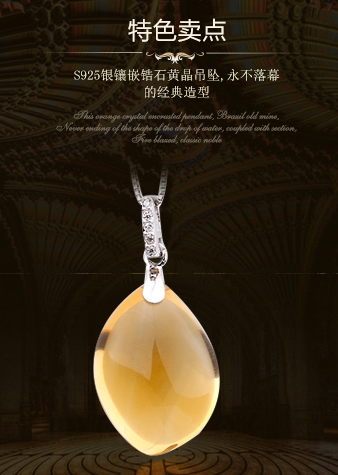 特色卖点
S925银镶嵌锆石黄晶吊坠,永不落幕
的经典造型
This orange crystal encrusted pendant, Brazil old mine,
Never ending of the shape of the drop of water, coupled with section,
Fire blazed, classic noble